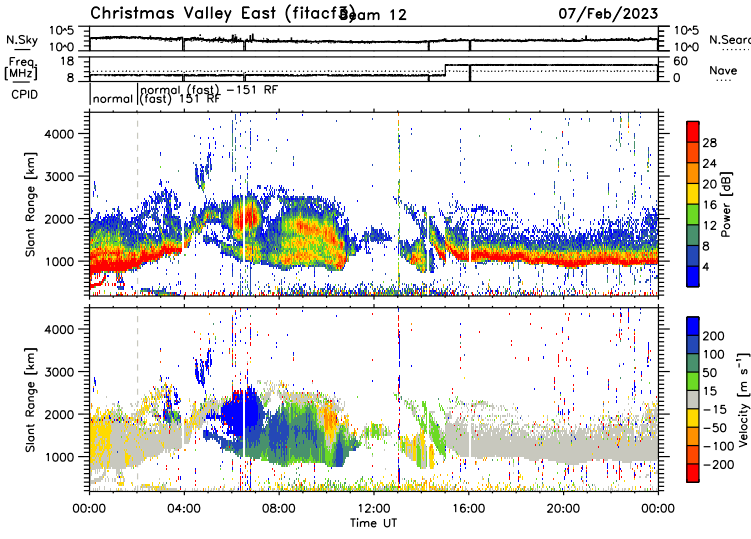 Christmas Valley East (fitacf3) Beam 12 07/Feb/2023
N.Sky 10^5 10^0 10^5 10^0 N.Searc
Freq. [MHz] 18 8 60 0 Nave
CPID normal normal (fast) -151 RF
(fast) 151 RF
Slant Range [km] 4000 3000 2000 1000
Power [dB] 28 24 20 16 12 8 4
Slant Range [km] 4000 3000 2000 1000
Velocity [m s⁻¹] 200 100 50 15 -15 -50 -100 -200
00:00 04:00 08:00 12:00 16:00 20:00 00:00
Time UT